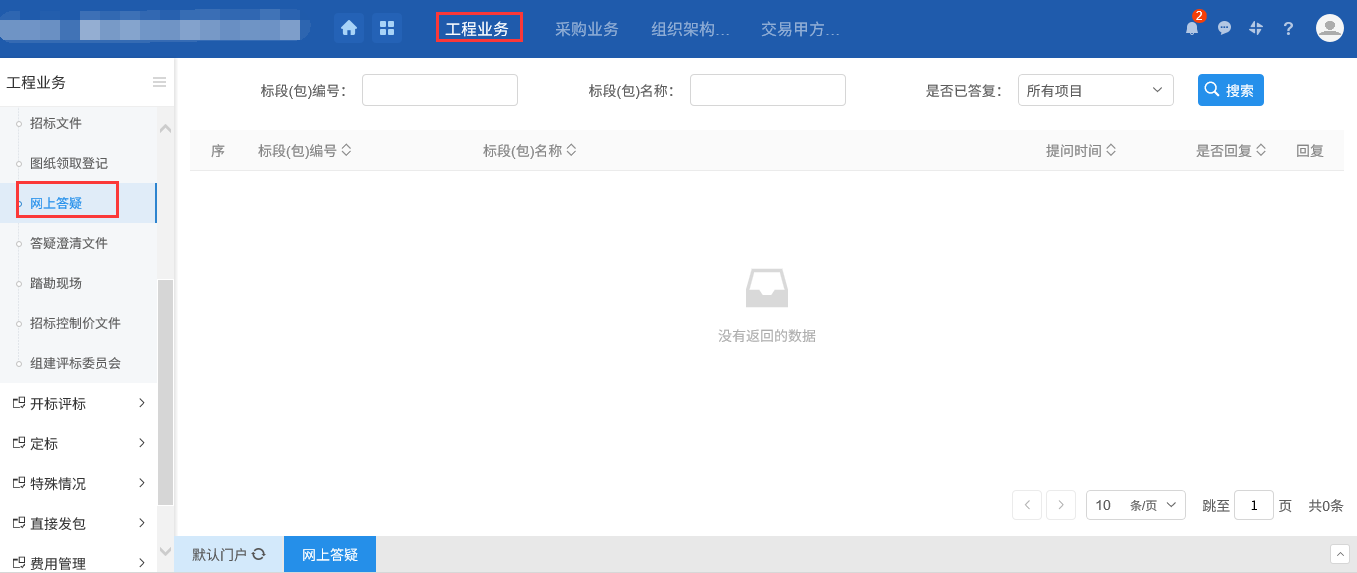 工程业务 采购业务 组织架构... 交易甲方... 2 ?
工程业务
招标文件
图纸领取登记
网上答疑
答疑澄清文件
踏勘现场
招标控制价文件
组建评标委员会
开标评标
定标
特殊情况
直接发包
费用管理
标段(包)编号: 标段(包)名称: 是否已答复: 所有项目 搜索
序 标段(包)编号 标段(包)名称 提问时间 是否回复 回复
没有返回的数据
10 条/页 跳至 1 页 共0条
默认门户 网上答疑